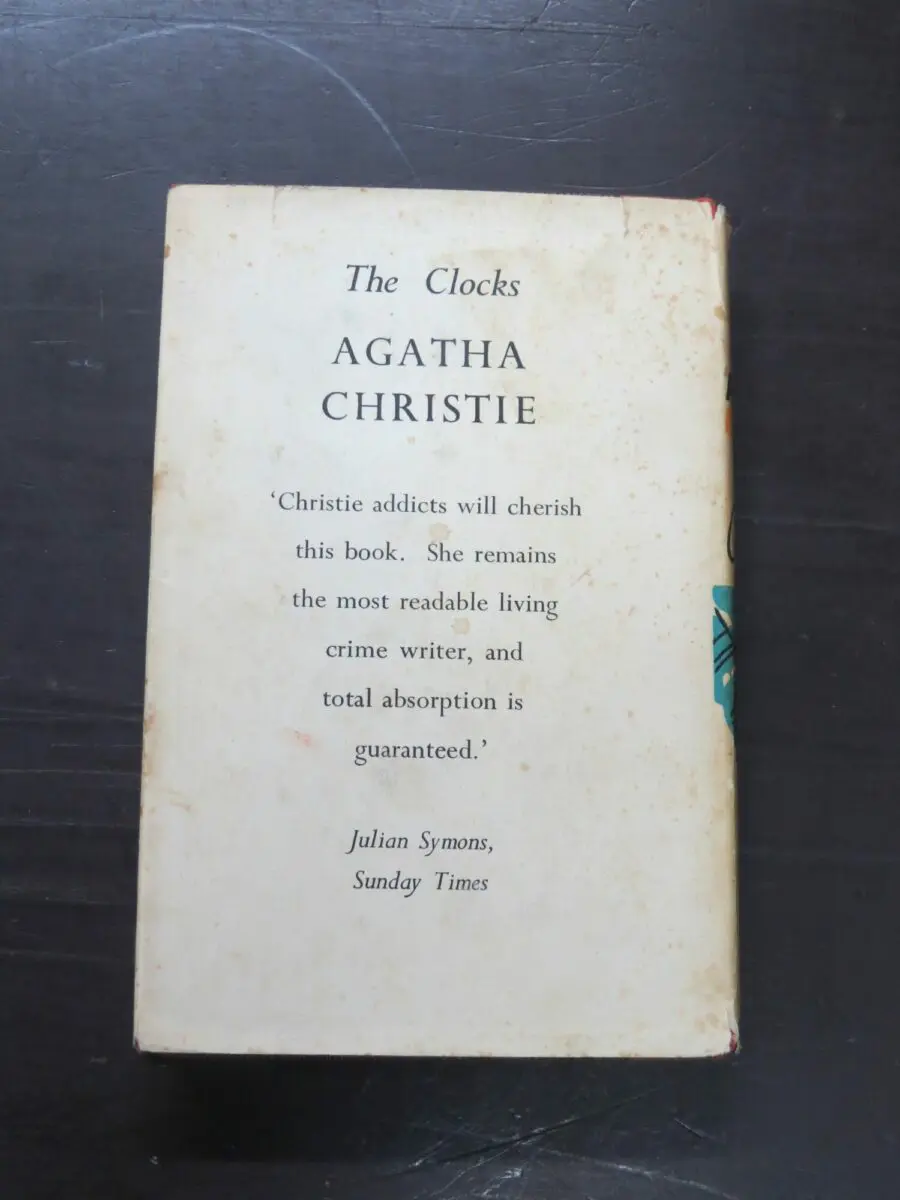 The Clocks
AGATHA
CHRISTIE
‘Christie addicts will cherish
this book. She remains
the most readable living
crime writer, and
total absorption is
guaranteed.’
Julian Symons,
Sunday Times